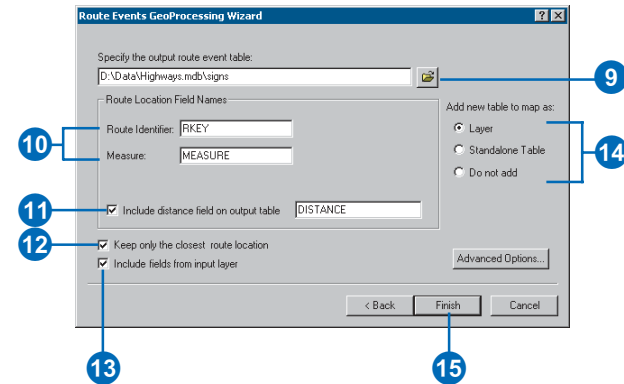 Route Events GeoProcessing Wizard
Specify the output route event table:
D:\Data\Highways.mdb\signs
9
Route Location Field Names
Add new table to map as:
10
Route Identifier: RKEY
Layer
Measure: MEASURE
Standalone Table
14
Do not add
11
Include distance field on output table DISTANCE
12
Keep only the closest route location
Include fields from input layer
Advanced Options...
< Back Finish Cancel
13
15